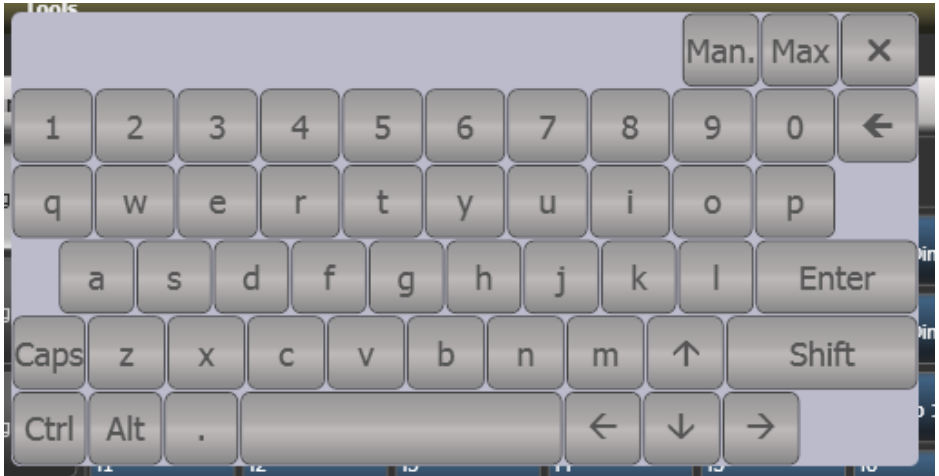 Tools
Man. Max ×
1 2 3 4 5 6 7 8 9 0 ←
q w e r t y u i o p
a s d f g h j k l Enter
Caps z x c v b n m ↑ Shift
Ctrl Alt . ← ↓ →